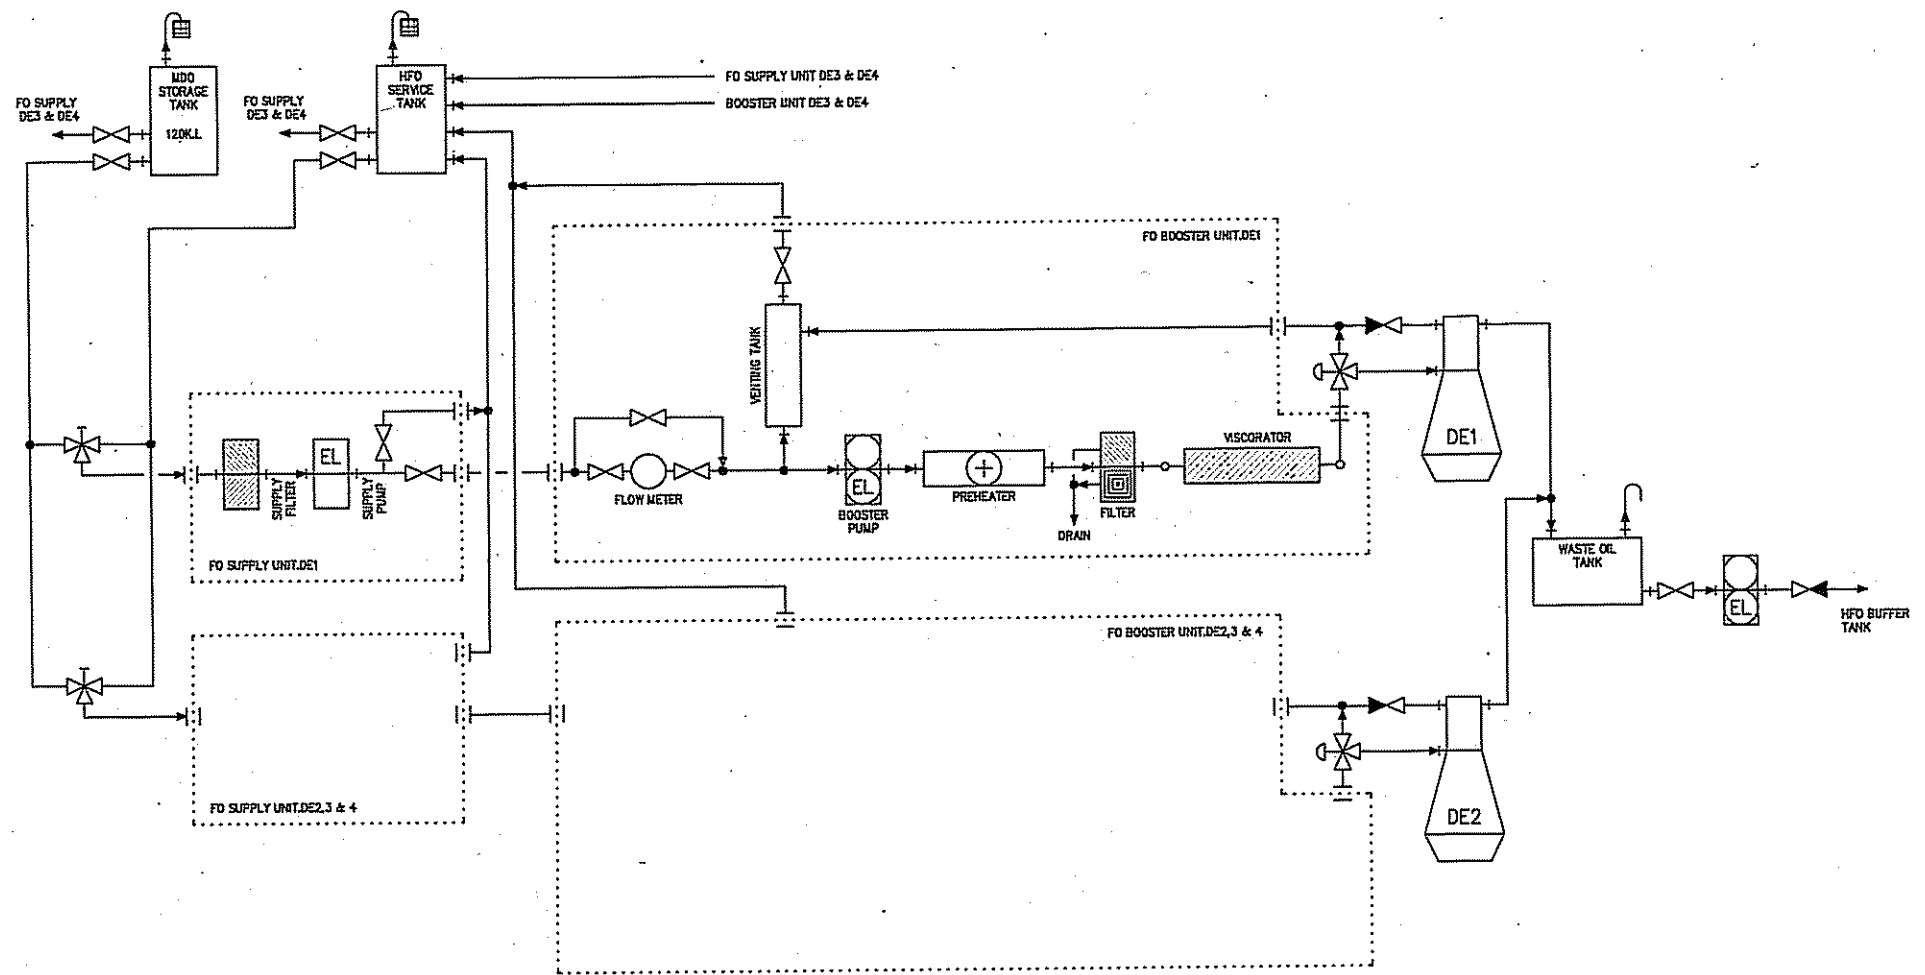 MDO
STORAGE
TANK
120K.L
FO SUPPLY
DE3 & DE4
HFO
SERVICE
TANK
FO SUPPLY
DE3 & DE4
FO SUPPLY UNIT DE3 & DE4
BOOSTER UNIT DE3 & DE4
FO BOOSTER UNIT.DE1
VENTING TANK
DE1
EL
SUPPLY
FILTER
SUPPLY
PUMP
FO SUPPLY UNIT.DE1
FLOW METER
EL
BOOSTER
PUMP
PREHEATER
DRAIN
FILTER
VISCORATOR
WASTE OIL
TANK
EL
HFO BUFFER
TANK
FO BOOSTER UNIT.DE2,3 & 4
FO SUPPLY UNIT.DE2,3 & 4
DE2